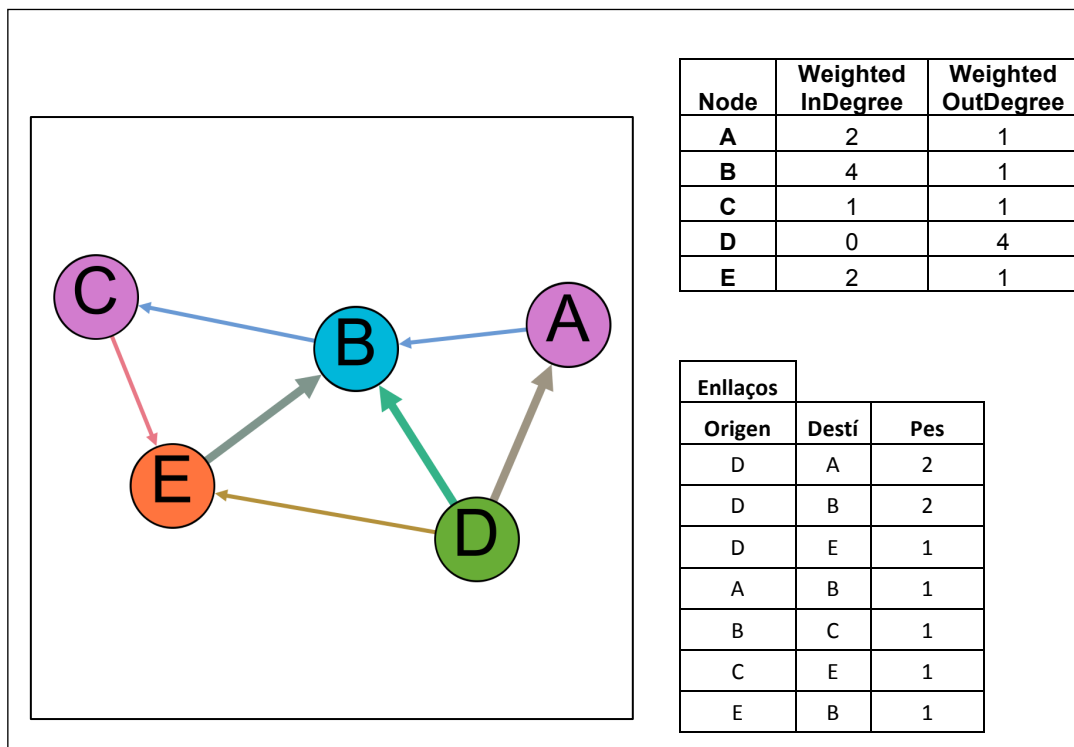 C
B
A
E
D
Node Weighted InDegree Weighted OutDegree
A 2 1
B 4 1
C 1 1
D 0 4
E 2 1
Enllaços
Origen Destí Pes
D A 2
D B 2
D E 1
A B 1
B C 1
C E 1
E B 1